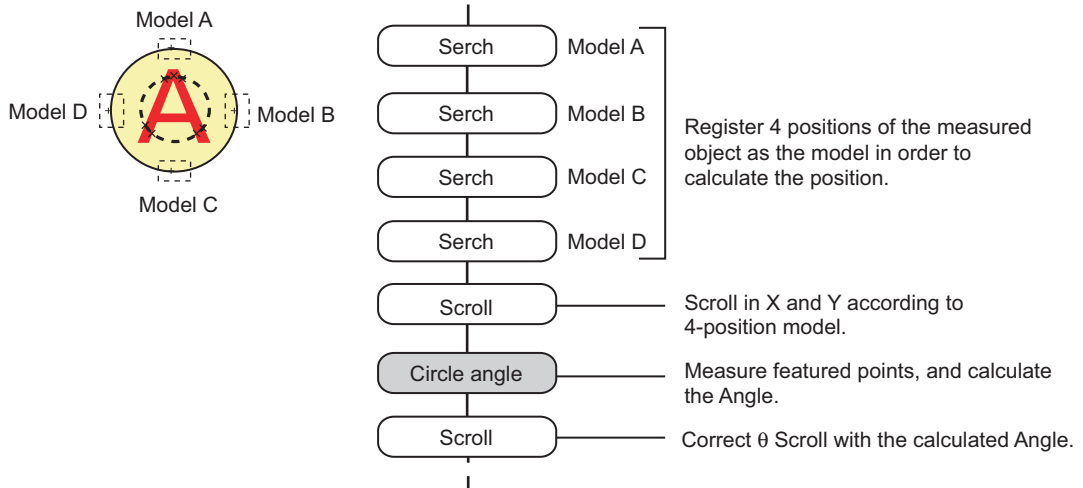 Model A
Model D
A
Model B
Model C
Serch Model A
Serch Model B
Serch Model C
Serch Model D
Register 4 positions of the measured
object as the model in order to
calculate the position.
Scroll
Scroll in X and Y according to
4-position model.
Circle angle
Measure featured points, and calculate
the Angle.
Scroll
Correct θ Scroll with the calculated Angle.